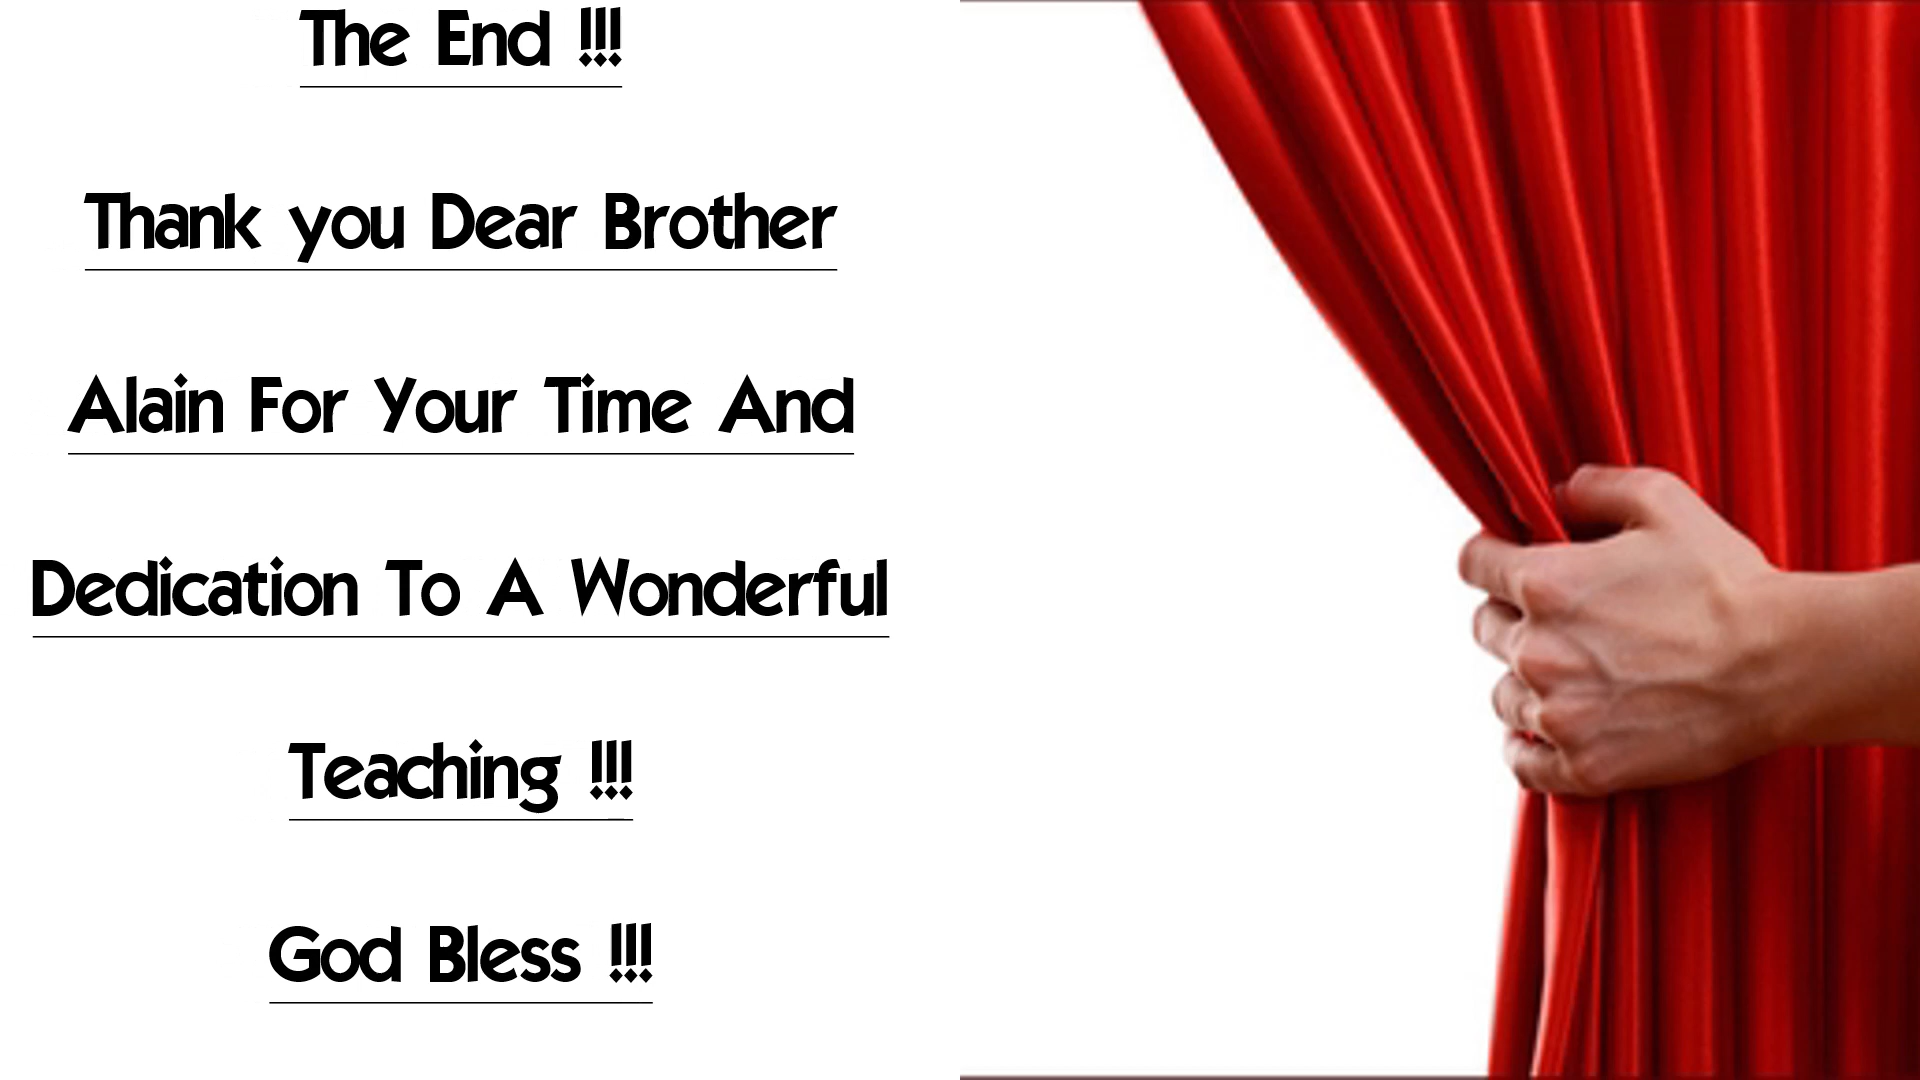 The End !!!
Thank you Dear Brother
Alain For Your Time And
Dedication To A Wonderful
Teaching !!!
God Bless !!!